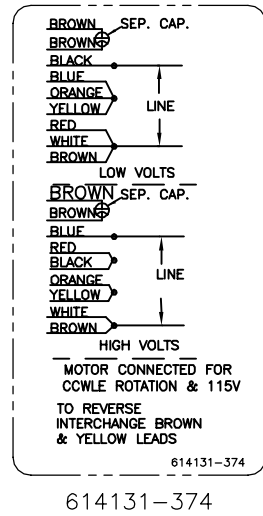 BROWN SEP. CAP.
BROWN
BLACK
BLUE
ORANGE LINE
YELLOW
RED
WHITE
BROWN
LOW VOLTS
BROWN SEP. CAP.
BROWN
BLUE
RED
BLACK LINE
ORANGE
YELLOW
WHITE
BROWN
HIGH VOLTS
MOTOR CONNECTED FOR
CCWLE ROTATION & 115V
TO REVERSE
INTERCHANGE BROWN
& YELLOW LEADS
614131-374
614131-374